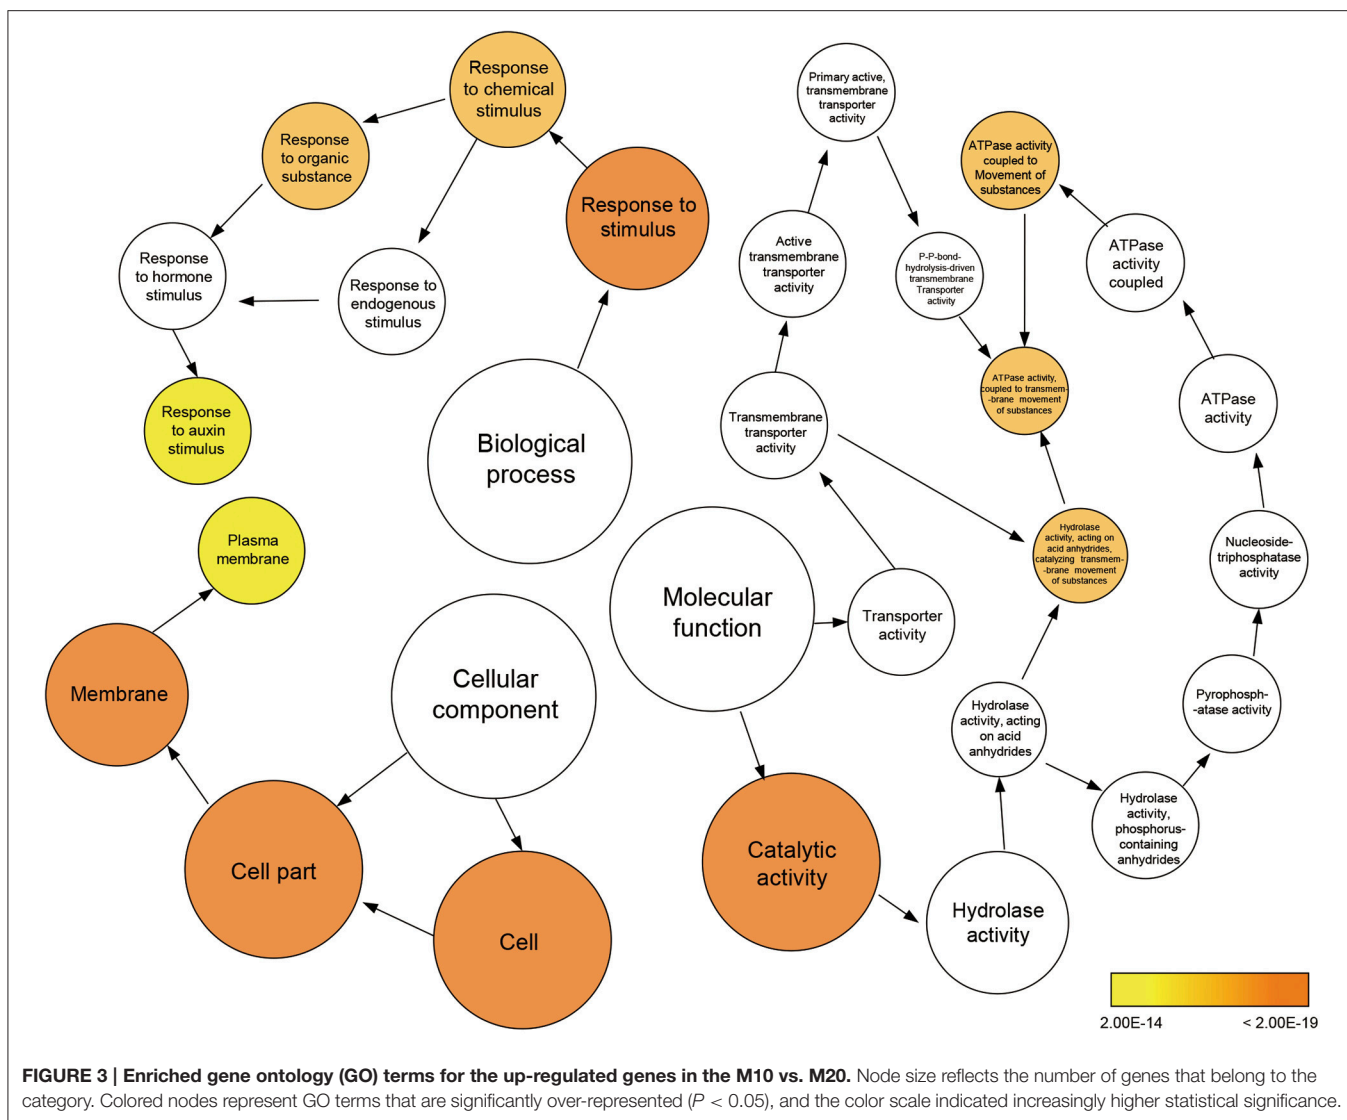 Response
to chemical
stimulus
Response
to organic
substance
Response to
stimulus
Response
to hormone
stimulus
Response to
endogenous
stimulus
Response
to auxin
stimulus
Biological
process
Plasma
membrane
Membrane
Cellular
component
Cell part
Cell
Primary active,
transmembrane
transporter
activity
ATPase activity
coupled to
Movement of
substances
Active
transmembrane
transporter
activity
P-P-bond-
hydrolysis-driven
transmembrane
Transporter
activity
ATPase
activity
coupled
ATPase activity,
coupled to transmem-
-brane movement
of substances
Transmembrane
transporter
activity
ATPase
activity
Hydrolase
activity, acting on
acid anhydrides,
catalyzing transmem-
-brane movement
of substances
Nucleoside-
triphosphatase
activity
Molecular
function
Transporter
activity
Hydrolase
activity, acting
on acid
anhydrides
Pyrophosph-
-atase activity
Hydrolase
activity,
phosphorus-
containing
anhydrides
Catalytic
activity
Hydrolase
activity
2.00E-14 < 2.00E-19
FIGURE 3 | Enriched gene ontology (GO) terms for the up-regulated genes in the M10 vs. M20. Node size reflects the number of genes that belong to the
category. Colored nodes represent GO terms that are significantly over-represented (P < 0.05), and the color scale indicated increasingly higher statistical significance.